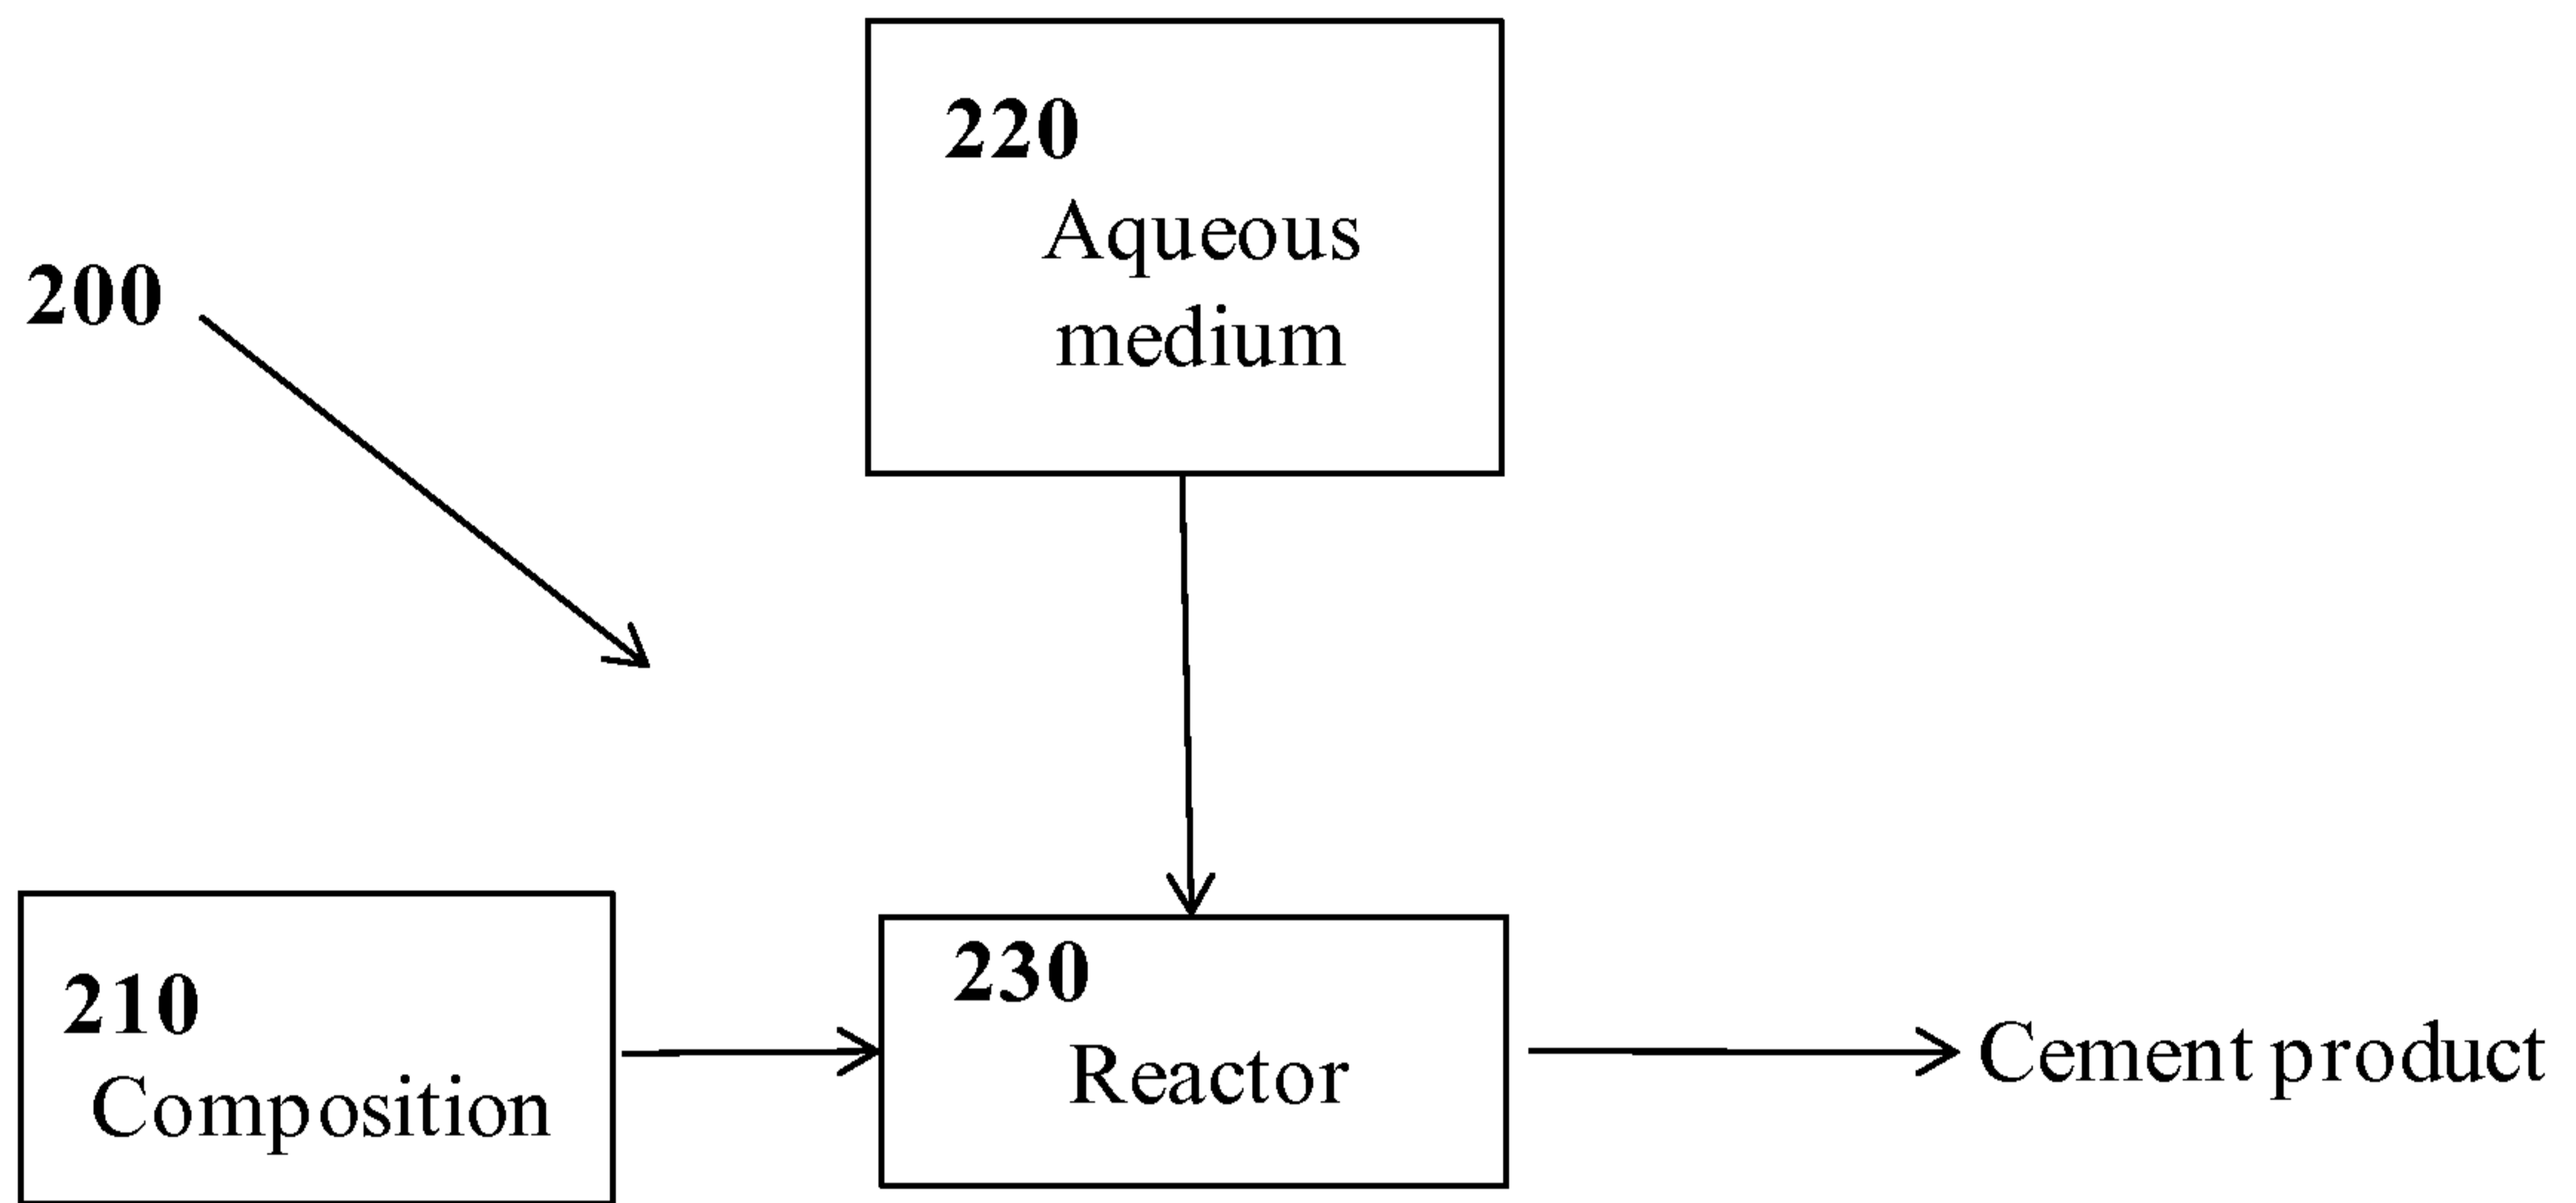 220
Aqueous
medium
200
210
Composition
230
Reactor
Cement product